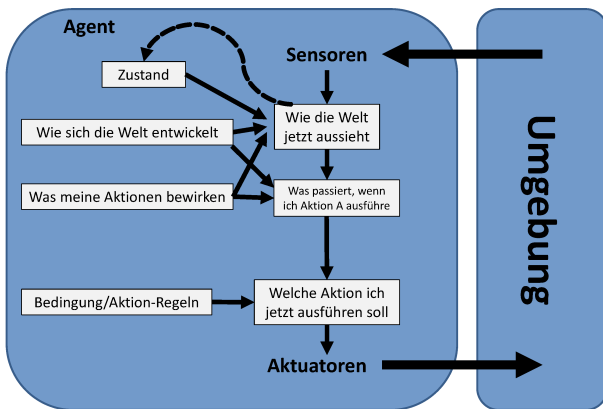 Agent
Sensoren
Zustand
Wie die Welt
jetzt aussieht
Wie sich die Welt entwickelt
Was meine Aktionen bewirken
Was passiert, wenn
ich Aktion A ausführe
Welche Aktion ich
jetzt ausführen soll
Bedingung/Aktion-Regeln
Aktuatoren
Umgebung